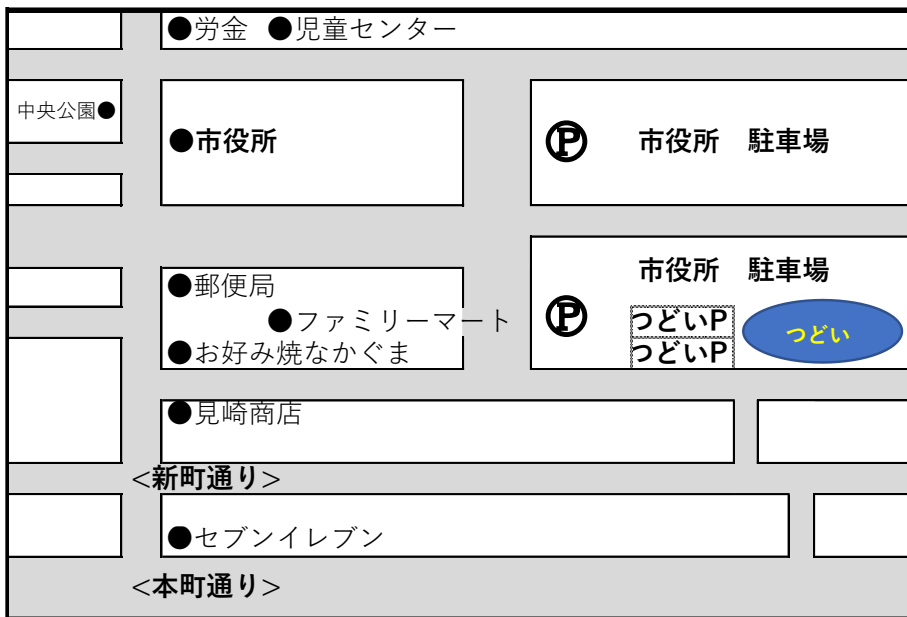 ●労金 ●児童センター
中央公園●
●市役所
Ⓟ 市役所 駐車場
市役所 駐車場
●郵便局
●ファミリーマート
Ⓟ つどいP つどい
●お好み焼なかぐま
つどいP
●見崎商店
<新町通り>
●セブンイレブン
<本町通り>